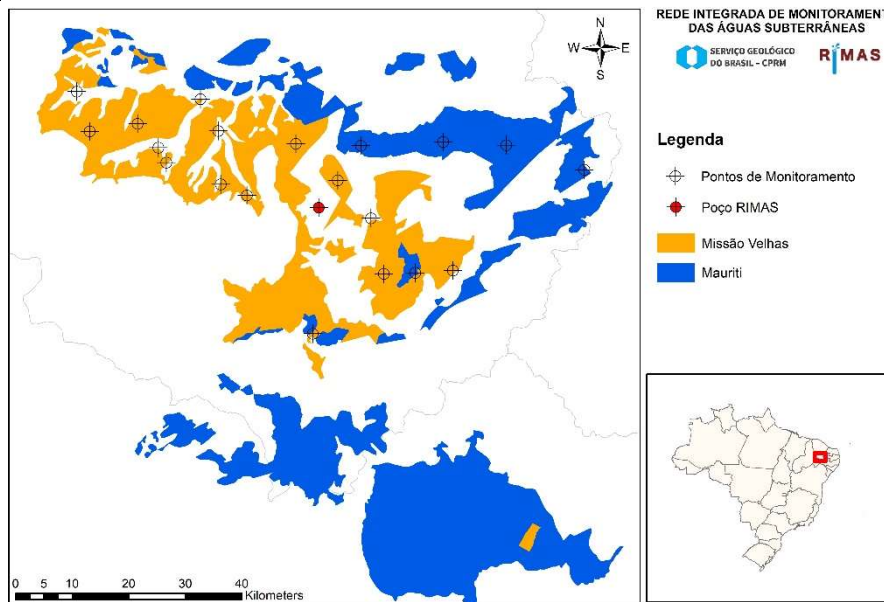 REDE INTEGRADA DE MONITORAMENT
DAS ÁGUAS SUBTERRÂNEAS
SERVIÇO GEOLÓGICO
DO BRASIL – CPRM
RIMAS
N
W
E
S
Legenda
Pontos de Monitoramento
Poço RIMAS
Missão Velhas
Mauriti
0 5 10 20 30 40
Kilometers